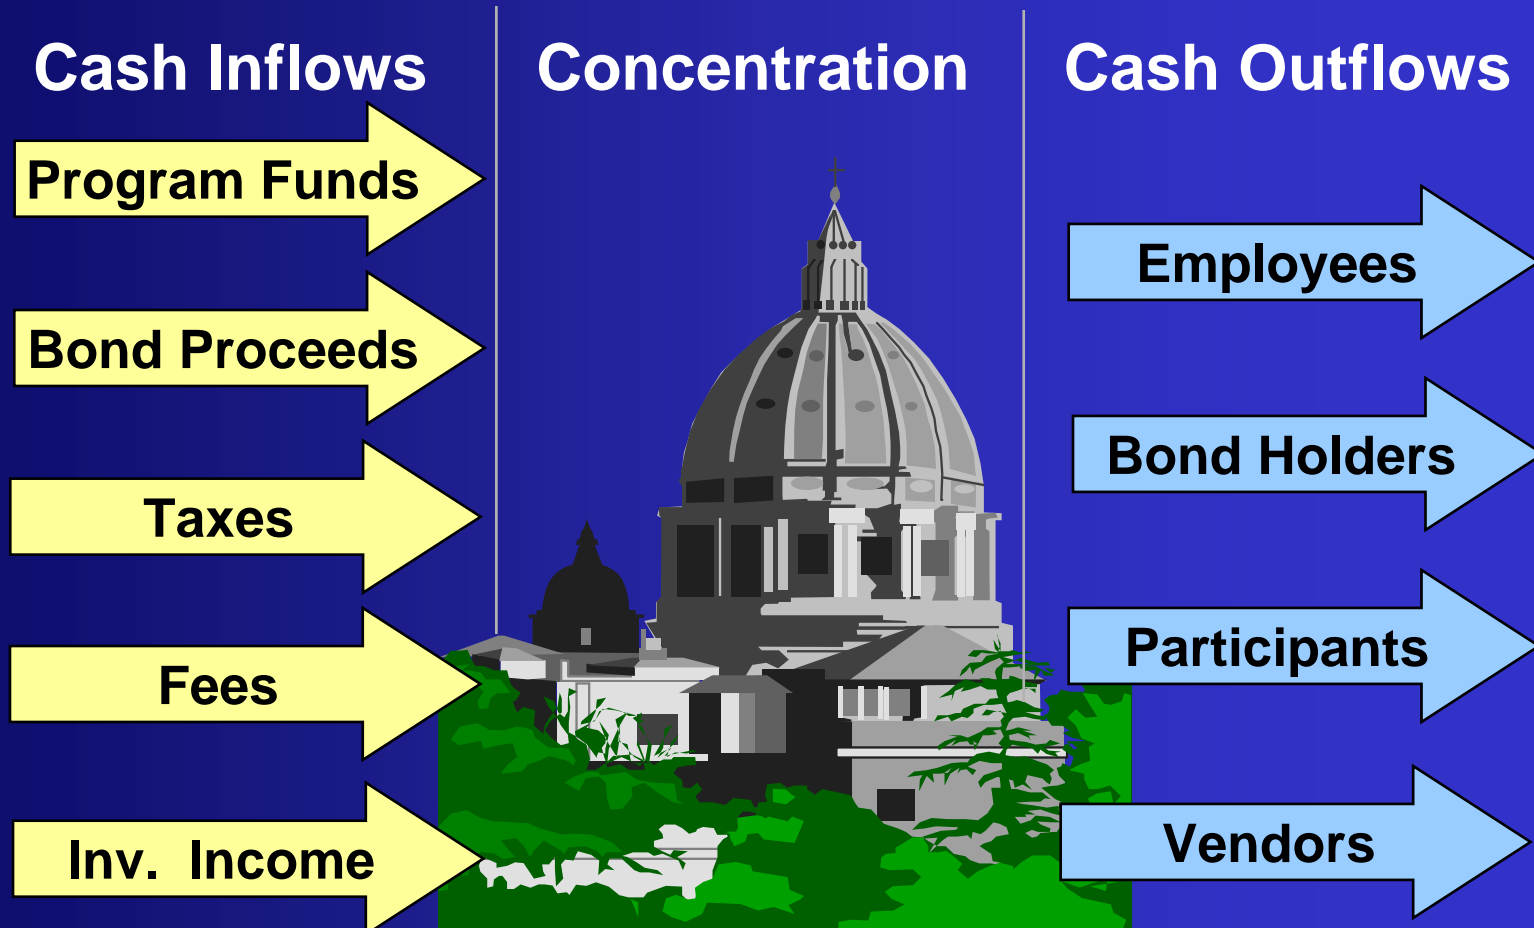 Cash Inflows
Concentration
Cash Outflows
Program Funds
Bond Proceeds
Taxes
Fees
Inv.  Income
Employees
Bond Holders
Participants
Vendors